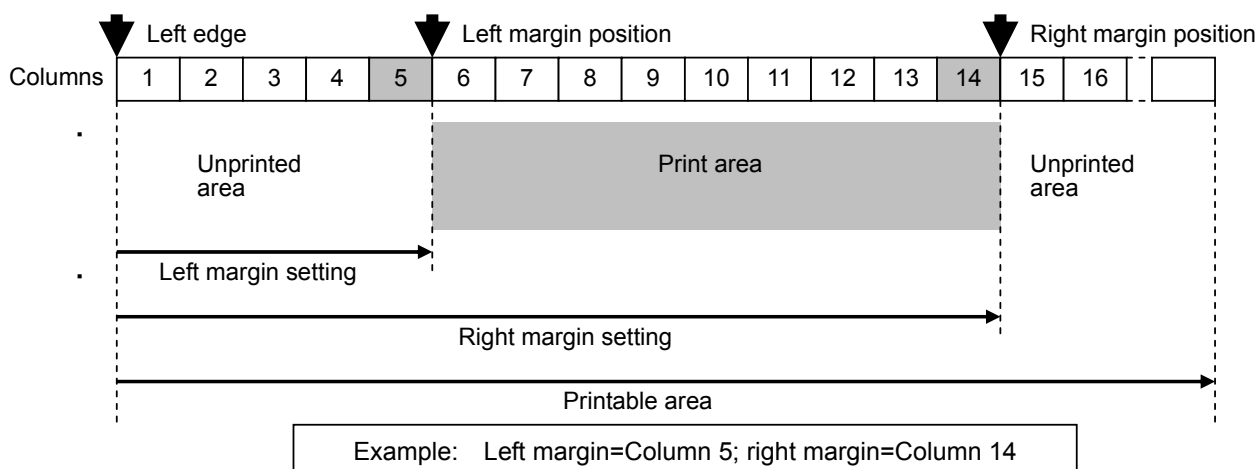 Left edge Left margin position Right margin position
Columns 1 2 3 4 5 6 7 8 9 10 11 12 13 14 15 16
Unprinted area Print area Unprinted area
Left margin setting
Right margin setting
Printable area
Example: Left margin=Column 5; right margin=Column 14